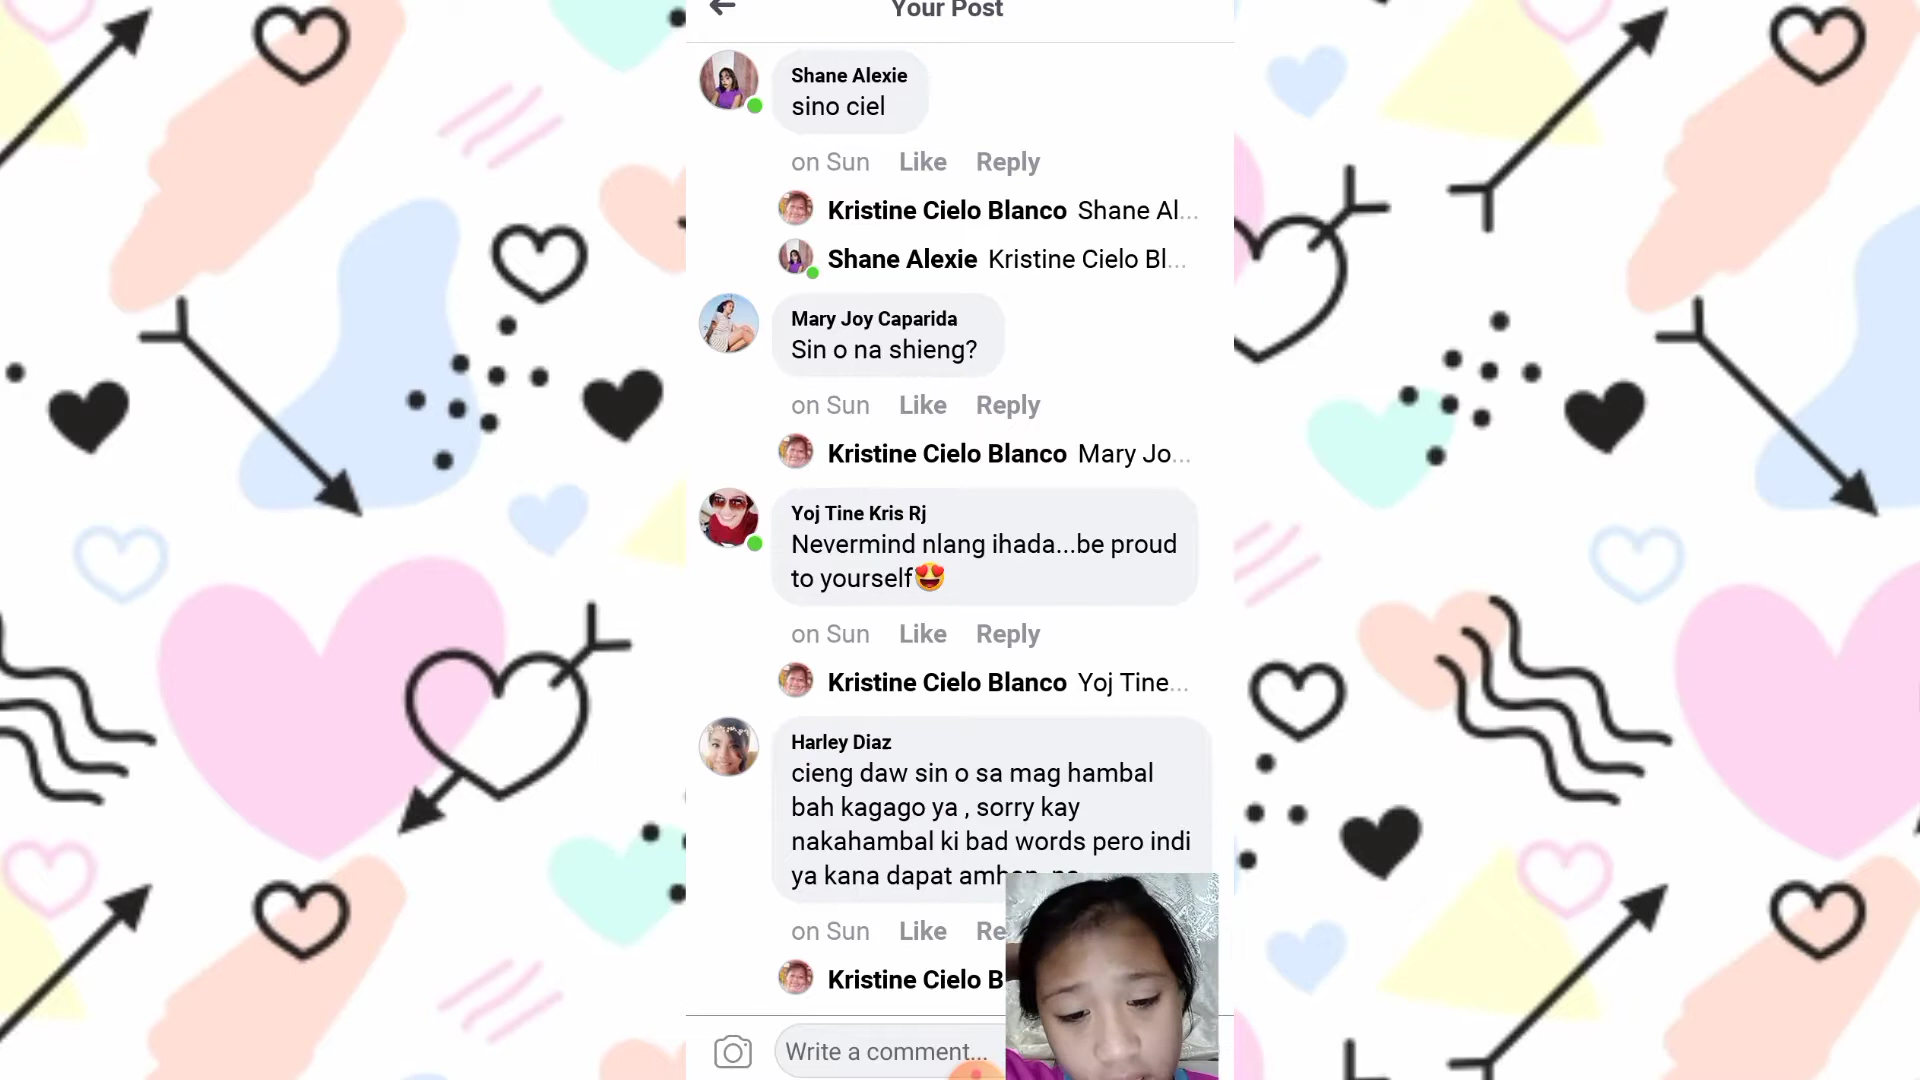 Your Post
Shane Alexie
sino ciel
on Sun Like Reply
Kristine Cielo Blanco Shane Al...
Shane Alexie Kristine Cielo Bl...
Mary Joy Caparida
Sin o na shieng?
on Sun Like Reply
Kristine Cielo Blanco Mary Jo...
Yoj Tine Kris Rj
Nevermind nlang ihada...be proud
to yourself😍
on Sun Like Reply
Kristine Cielo Blanco Yoj Tine...
Harley Diaz
cieng daw sin o sa mag hambal
bah kagago ya , sorry kay
nakahambal ki bad words pero indi
ya kana dapat
on Sun Like Re
Kristine Cielo B
Write a comment...